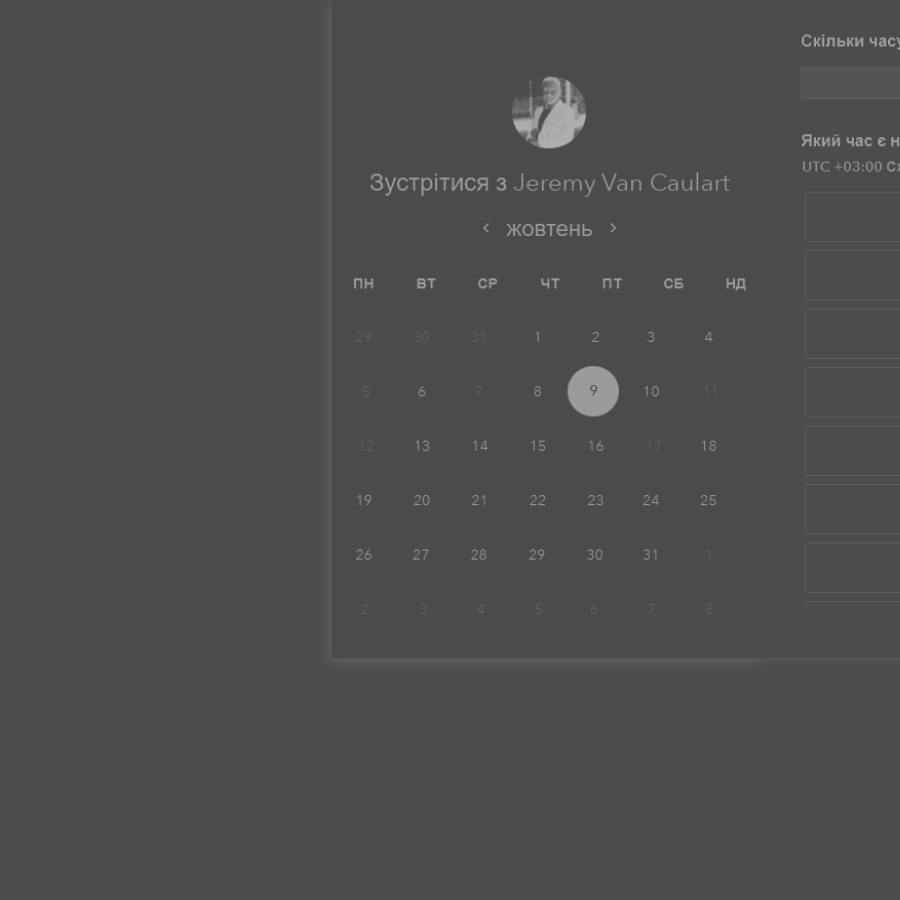 Скільки часу
Який час є н
UTC +03:00 Сх
Зустрітися з Jeremy Van Caulart
‹ жовтень ›
ПН ВТ СР ЧТ ПТ СБ НД
29 30 31 1 2 3 4
5 6 7 8 9 10 11
12 13 14 15 16 17 18
19 20 21 22 23 24 25
26 27 28 29 30 31 1
2 3 4 5 6 7 8